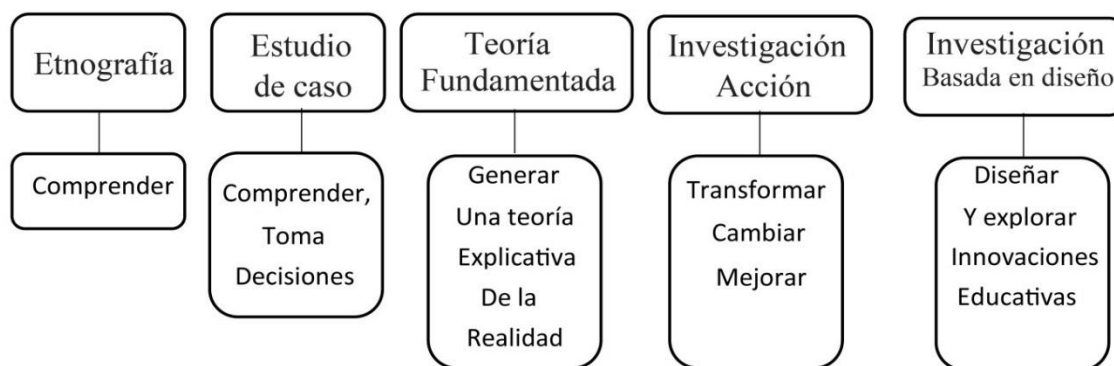 Etnografía
Estudio
de caso
Teoría
Fundamentada
Investigación
Acción
Investigación
Basada en diseño
Comprender
Comprender,
Toma
Decisiones
Generar
Una teoría
Explicativa
De la
Realidad
Transformar
Cambiar
Mejorar
Diseñar
Y explorar
Innovaciones
Educativas